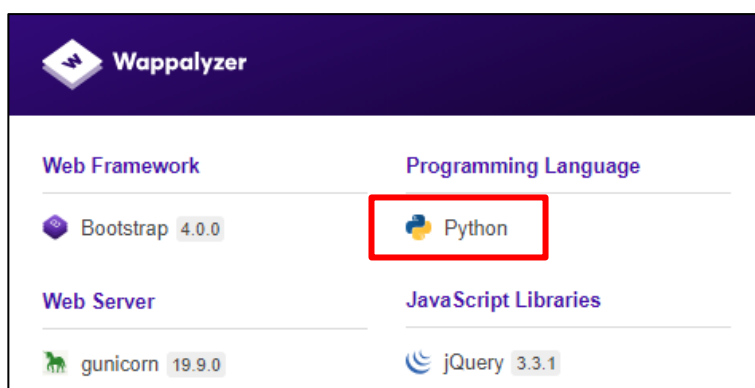 Wappalyzer
Web Framework
Bootstrap 4.0.0
Programming Language
Python
Web Server
gunicorn 19.9.0
JavaScript Libraries
jQuery 3.3.1